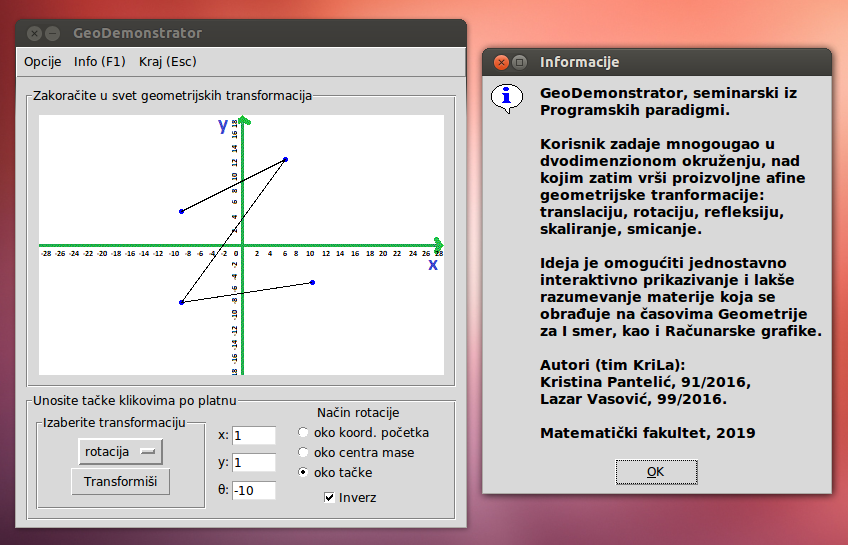 GeoDemonstrator
Opcije Info (F1) Kraj (Esc)
Zakoračite u svet geometrijskih transformacija
y
18
16
14
12
10
8
6
4
2
-28 -26 -24 -22 -20 -18 -16 -14 -12 -10 -8 -6 -4 -2 0 2 4 6 8 10 12 14 16 18 20 22 24 26 28
x
-2
-4
-6
-8
-10
-12
-14
-16
-18
Unosite tačke klikovima po platnu
Izaberite transformaciju
rotacija
Transformiši
x: 1
y: 1
θ: -10
Način rotacije
oko koord. početka
oko centra mase
oko tačke
Inverz
Informacije
GeoDemonstrator, seminarski iz
Programskih paradigmi.
Korisnik zadaje mnogougao u
dvodimenzionom okruženju, nad
kojim zatim vrši proizvoljne afine
geometrijske tranformacije:
translaciju, rotaciju, refleksiju,
skaliranje, smicanje.
Ideja je omogućiti jednostavno
interaktivno prikazivanje i lakše
razumevanje materije koja se
obrađuje na časovima Geometrije
za I smer, kao i Računarske grafike.
Autori (tim KriLa):
Kristina Pantelić, 91/2016,
Lazar Vasović, 99/2016.
Matematički fakultet, 2019
OK